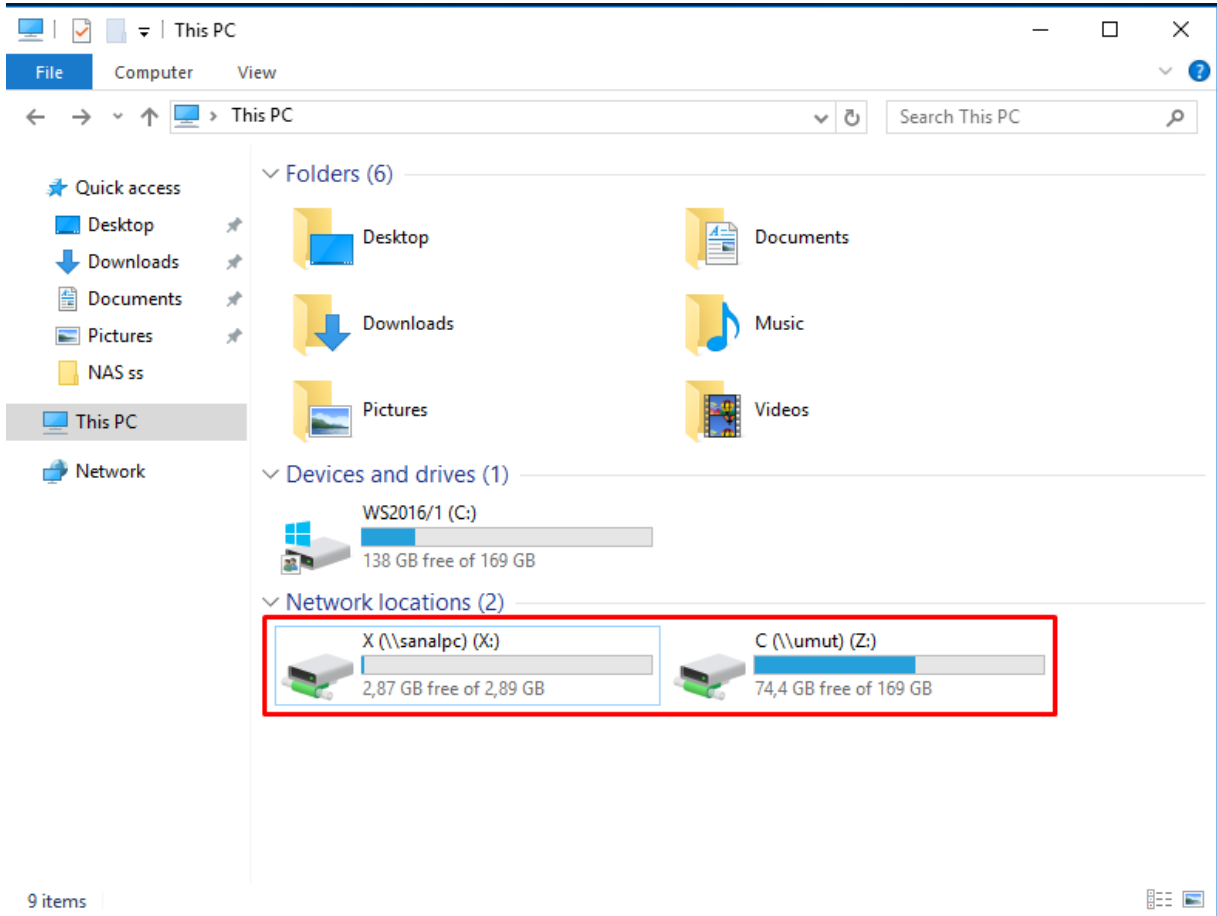 This PC
File Computer View
This PC
Search This PC
Quick access
Desktop
Downloads
Documents
Pictures
NAS ss
This PC
Network
Folders (6)
Desktop
Documents
Downloads
Music
Pictures
Videos
Devices and drives (1)
WS2016/1 (C:)
138 GB free of 169 GB
Network locations (2)
X (\\sanalpc) (X:)
2,87 GB free of 2,89 GB
C (\\umut) (Z:)
74,4 GB free of 169 GB
9 items